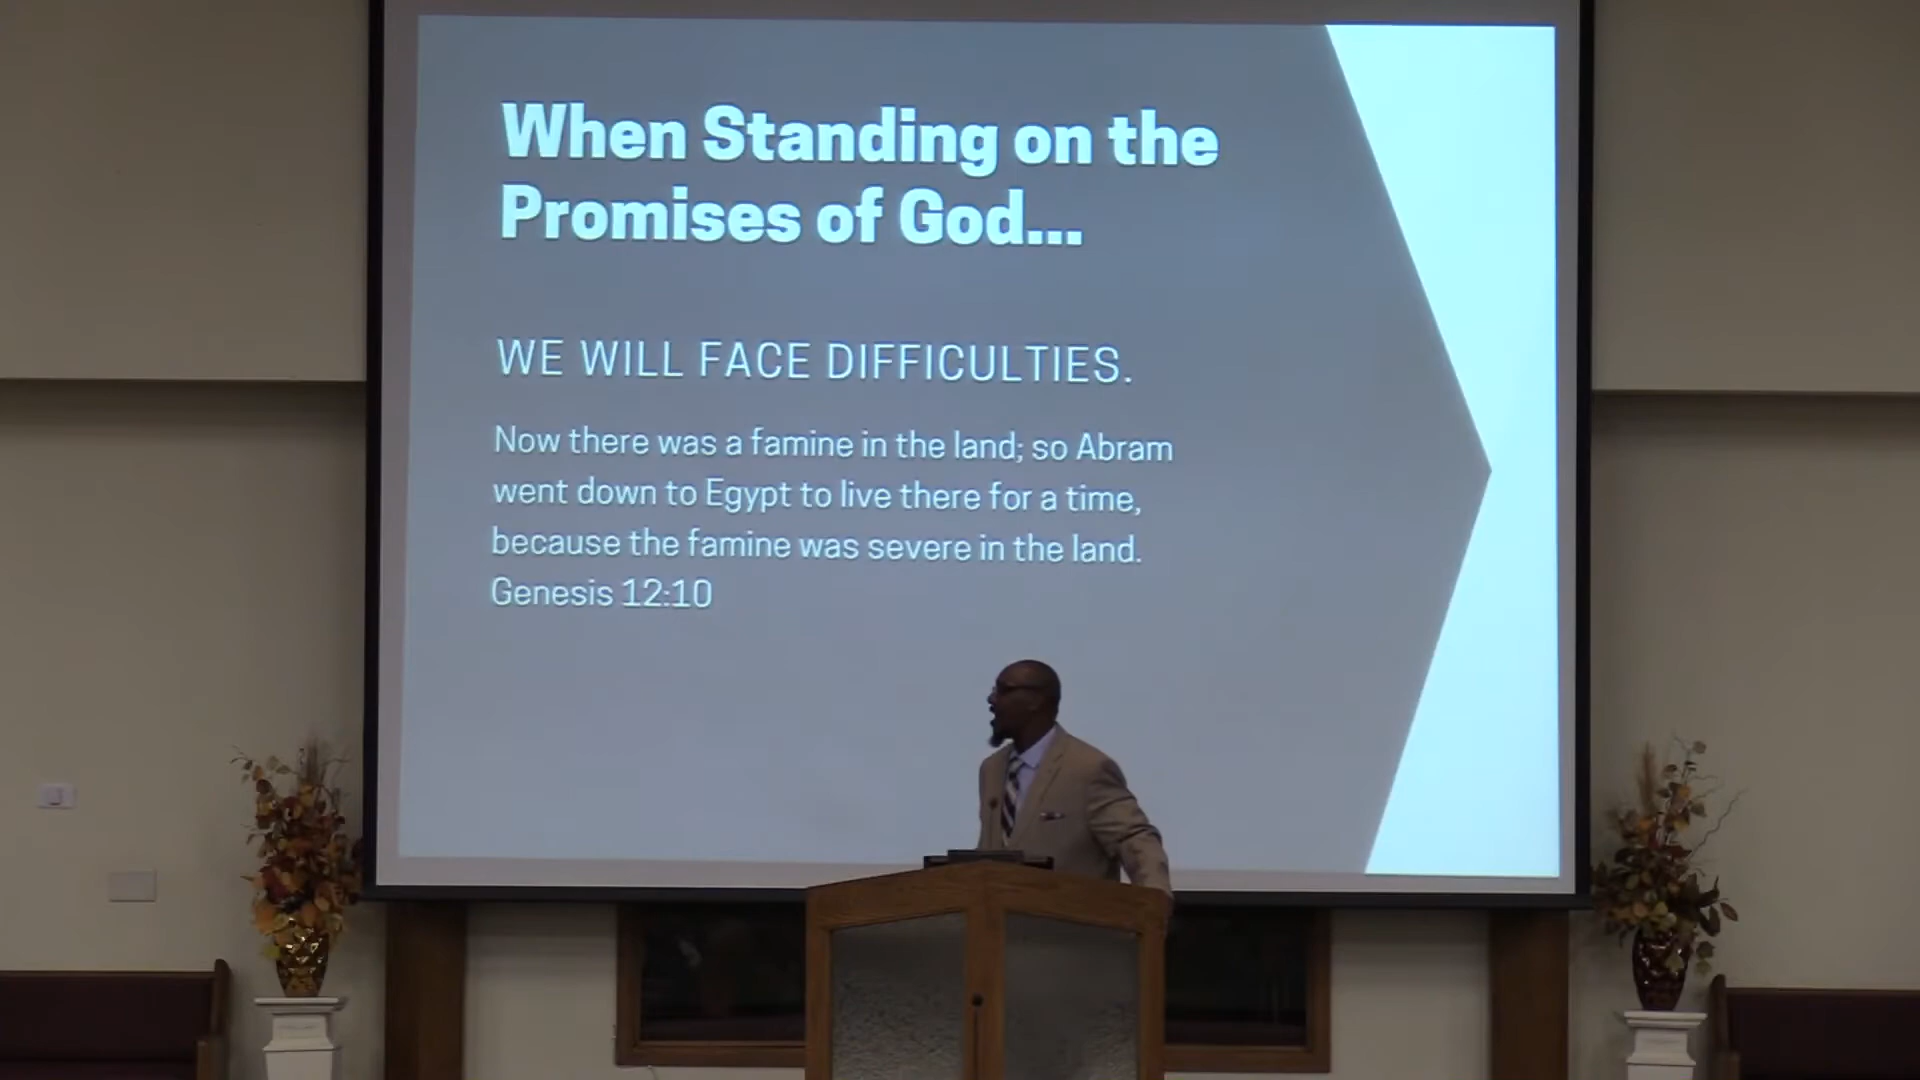 When Standing on the
Promises of God...
WE WILL FACE DIFFICULTIES.
Now there was a famine in the land; so Abram
went down to Egypt to live there for a time,
because the famine was severe in the land.
Genesis 12:10